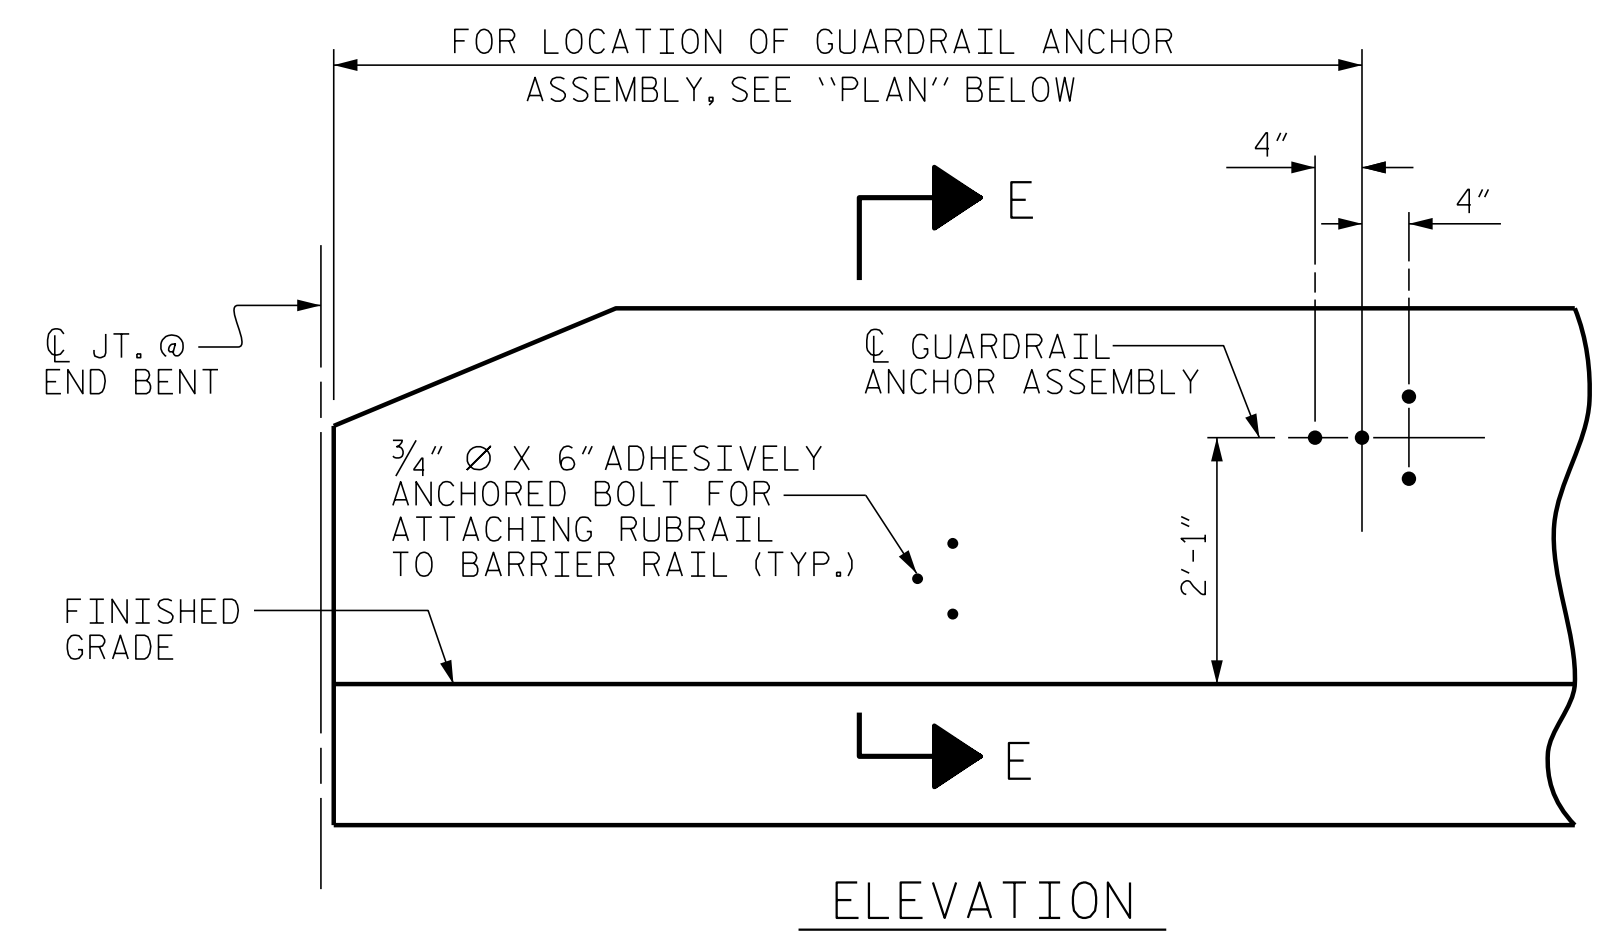 FOR LOCATION OF GUARDRAIL ANCHOR
ASSEMBLY, SEE "PLAN" BELOW
4"
4"
E
℄ JT. @
END BENT
℄ GUARDRAIL
ANCHOR ASSEMBLY
¾" Ø X 6" ADHESIVELY
ANCHORED BOLT FOR
ATTACHING RUBRAIL
TO BARRIER RAIL (TYP.)
2'-1"
FINISHED
GRADE
E
ELEVATION